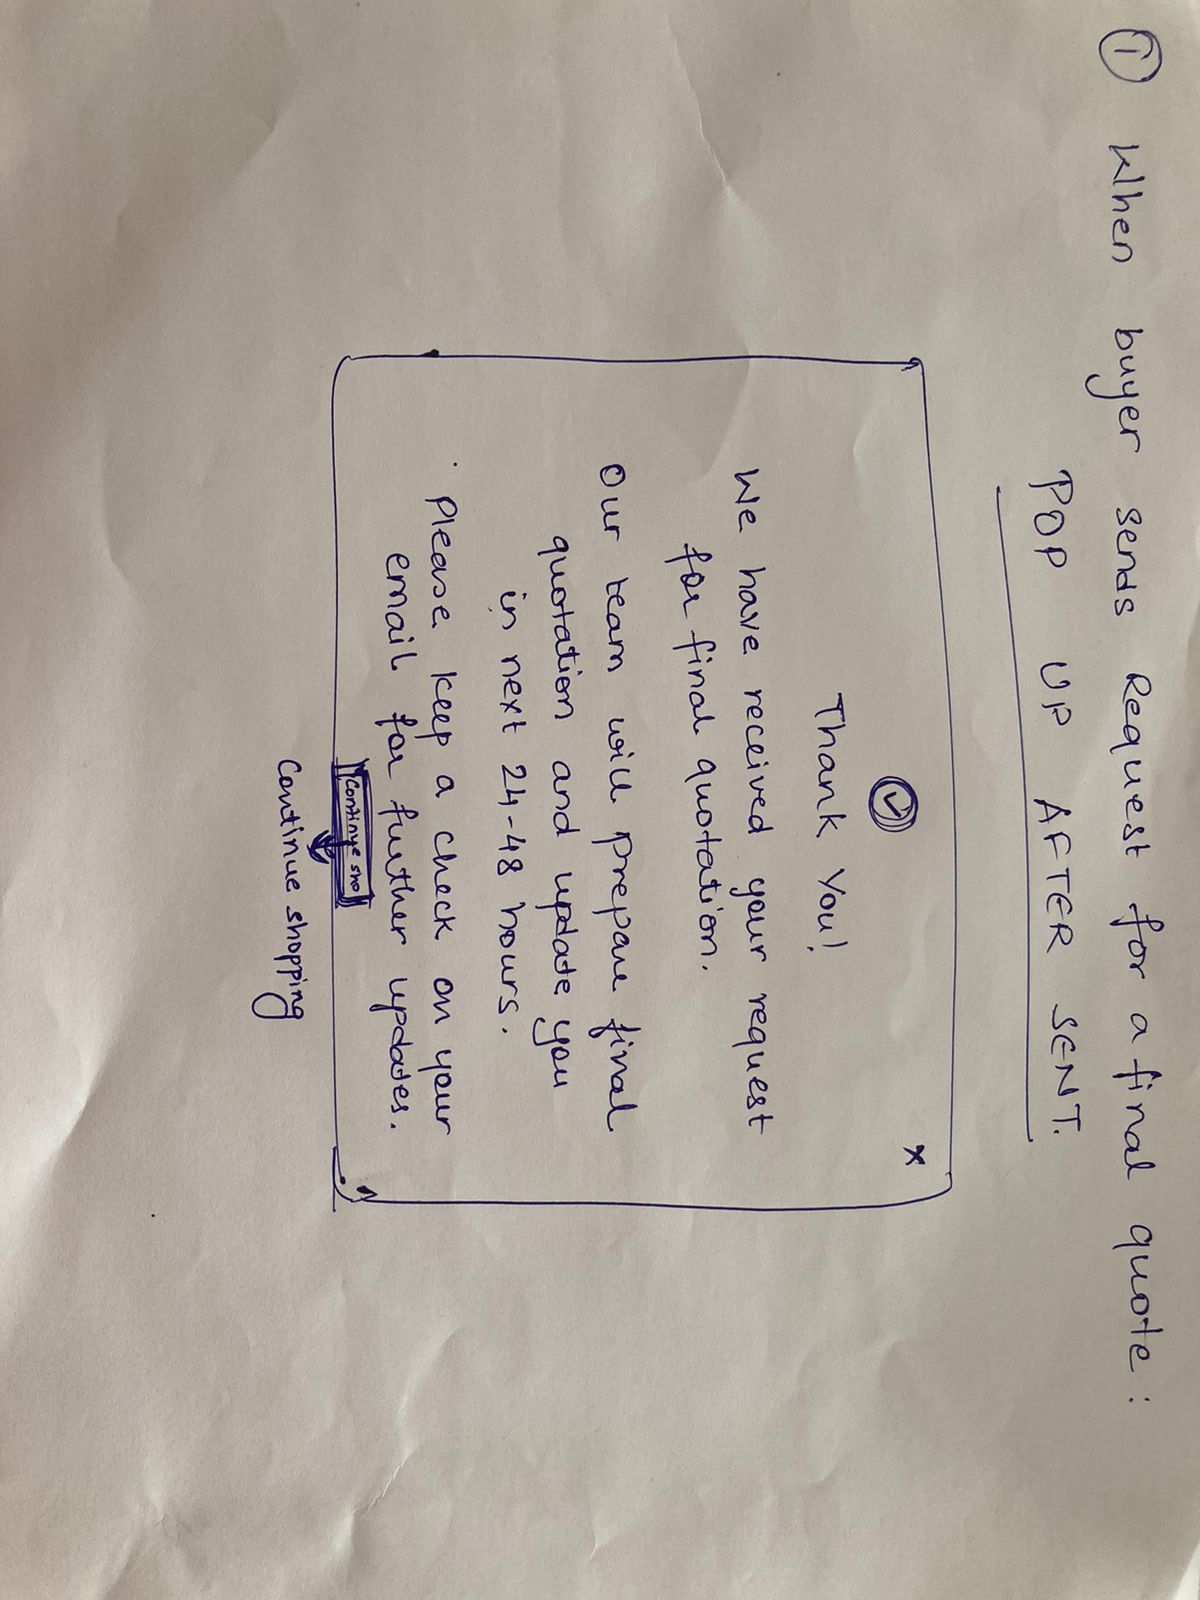 ① When buyer sends Request for a final quote:
POP UP AFTER SENT.
x
Thank You!
We have received your request
for final quotation.
Our team will prepare final
quotation and update you
in next 24-48 hours.
. Please keep a check on your
email for further updates.
Continue sho
Continue shopping